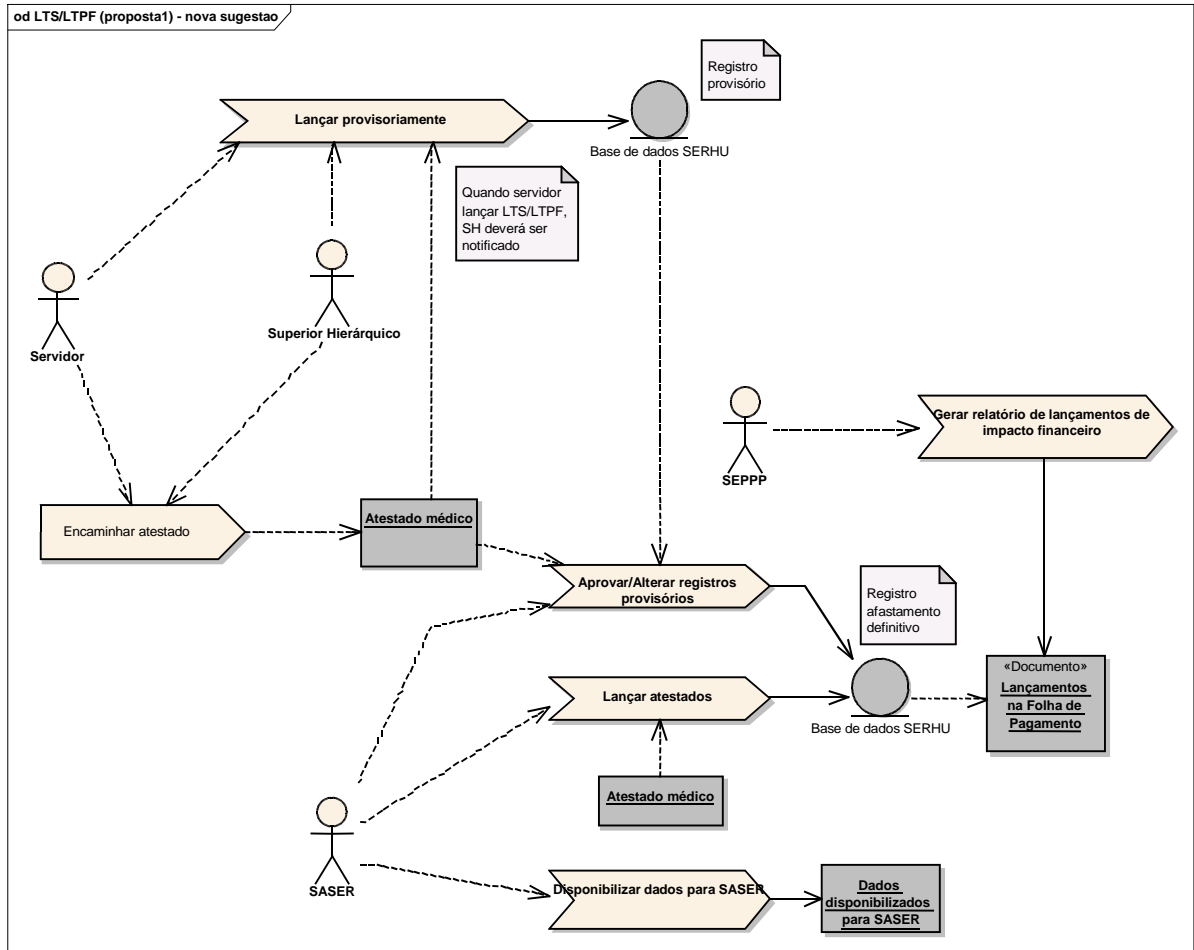 od LTS/LTPF (proposta1) - nova sugestao
Registro
provisório
Lançar provisoriamente
Base de dados SERHU
Quando servidor
lançar LTS/LTPF,
SH deverá ser
notificado
Superior Hierárquico
Servidor
Gerar relatório de lançamentos de
impacto financeiro
SEPPP
Encaminhar atestado
Atestado médico
Aprovar/Alterar registros
provisórios
Registro
afastamento
definitivo
«Documento»
Lançamentos
na Folha de
Pagamento
Lançar atestados
Base de dados SERHU
Atestado médico
SASER
Disponibilizar dados para SASER
Dados
disponibilizados
para SASER